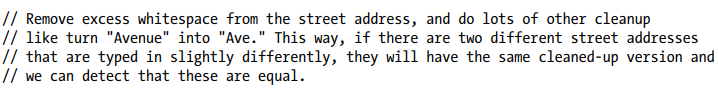 // Remove excess whitespace from the street address, and do lots of other cleanup
// like turn "Avenue" into "Ave." This way, if there are two different street addresses
// that are typed in slightly differently, they will have the same cleaned-up version and
// we can detect that these are equal.